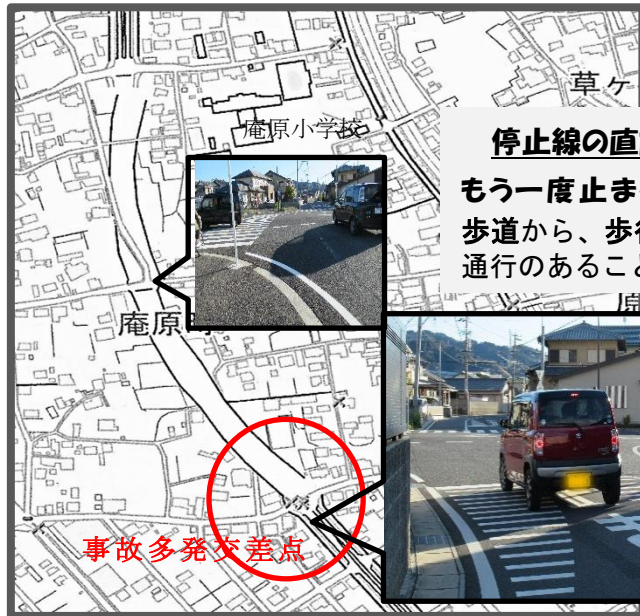 草ヶ
庵原小学校
停止線の直
もう一度止ま
歩道から、歩行
通行のあること
原
庵原
事故多発交差点